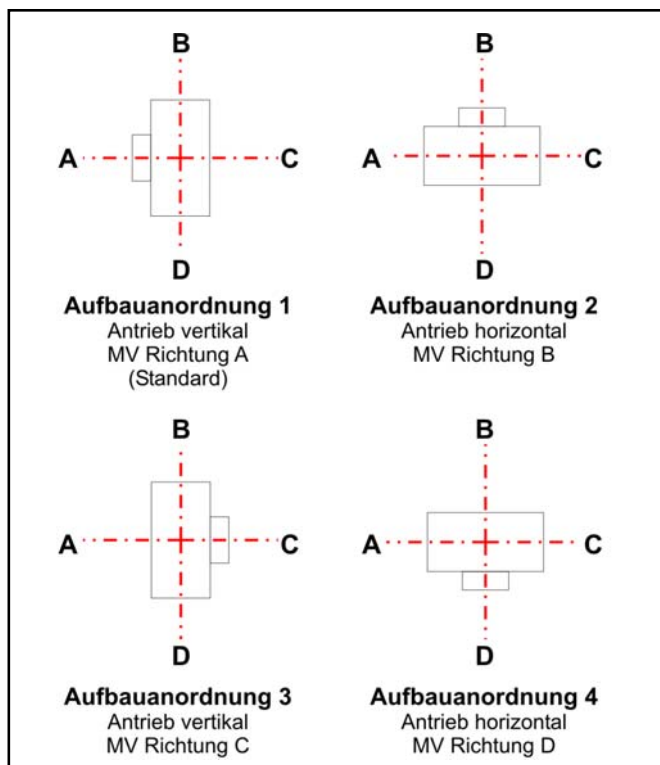 B
A
C
D
Aufbauanordnung 1
Antrieb vertikal
MV Richtung A
(Standard)
B
A
C
D
Aufbauanordnung 2
Antrieb horizontal
MV Richtung B
B
A
C
D
Aufbauanordnung 3
Antrieb vertikal
MV Richtung C
B
A
C
D
Aufbauanordnung 4
Antrieb horizontal
MV Richtung D